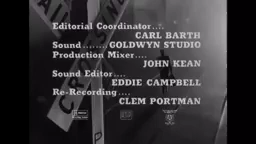 Editorial Coordinator....
CARL BARTH
Sound........GOLDWYN STUDIO
Production Mixer....
JOHN KEAN
Sound Editor....
EDDIE CAMPBELL
Re-Recording....
CLEM PORTMAN